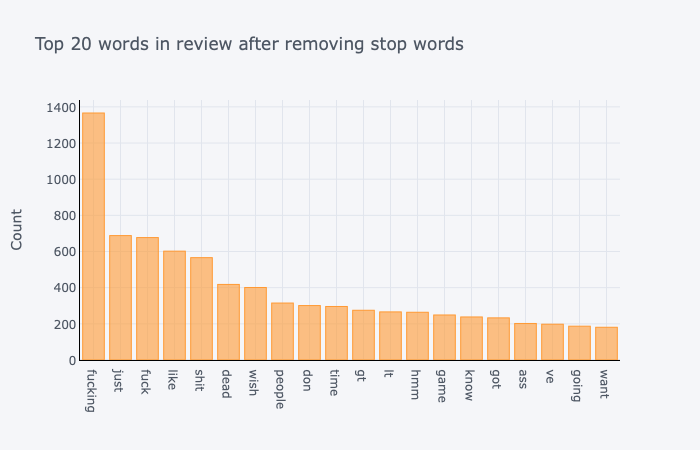 Top 20 words in review after removing stop words
Count
1400
1200
1000
800
600
400
200
0
fucking
just
fuck
like
shit
dead
wish
people
don
time
gt
lt
hmm
game
know
got
ass
ve
going
want